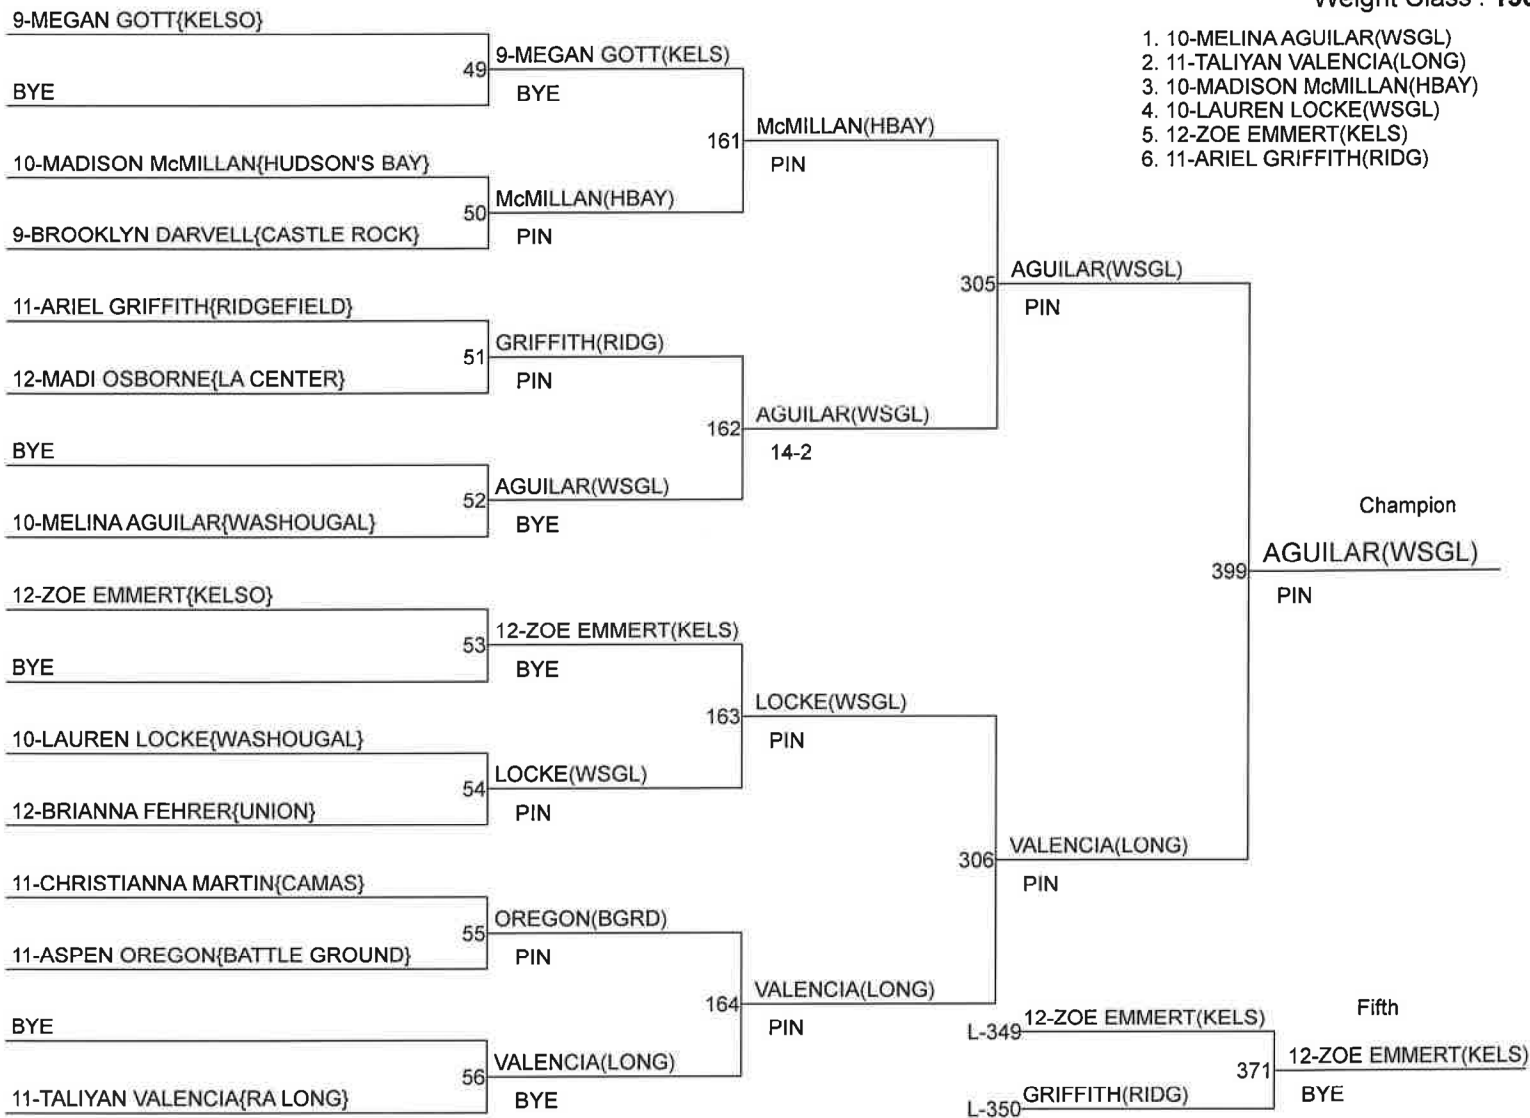 Weight Class :
1. 10-MELINA AGUILAR(WSGL)
2. 11-TALIYAN VALENCIA(LONG)
3. 10-MADISON McMILLAN(HBAY)
4. 10-LAUREN LOCKE(WSGL)
5. 12-ZOE EMMERT(KELS)
6. 11-ARIEL GRIFFITH(RIDG)
9-MEGAN GOTT{KELSO}
BYE
10-MADISON McMILLAN{HUDSON'S BAY}
9-BROOKLYN DARVELL{CASTLE ROCK}
11-ARIEL GRIFFITH{RIDGEFIELD}
12-MADI OSBORNE{LA CENTER}
BYE
10-MELINA AGUILAR{WASHOUGAL}
12-ZOE EMMERT{KELSO}
BYE
10-LAUREN LOCKE{WASHOUGAL}
12-BRIANNA FEHRER{UNION}
11-CHRISTIANNA MARTIN{CAMAS}
11-ASPEN OREGON{BATTLE GROUND}
BYE
11-TALIYAN VALENCIA{RA LONG}
49 9-MEGAN GOTT(KELS)
BYE
50 McMILLAN(HBAY)
PIN
51 GRIFFITH(RIDG)
PIN
52 AGUILAR(WSGL)
BYE
53 12-ZOE EMMERT(KELS)
BYE
54 LOCKE(WSGL)
PIN
55 OREGON(BGRD)
PIN
56 VALENCIA(LONG)
BYE
161 McMILLAN(HBAY)
PIN
162 AGUILAR(WSGL)
14-2
163 LOCKE(WSGL)
PIN
164 VALENCIA(LONG)
PIN
305 AGUILAR(WSGL)
PIN
306 VALENCIA(LONG)
PIN
Champion
399 AGUILAR(WSGL)
PIN
Fifth
L-349 12-ZOE EMMERT(KELS)
L-350 GRIFFITH(RIDG)
371 12-ZOE EMMERT(KELS)
BYE